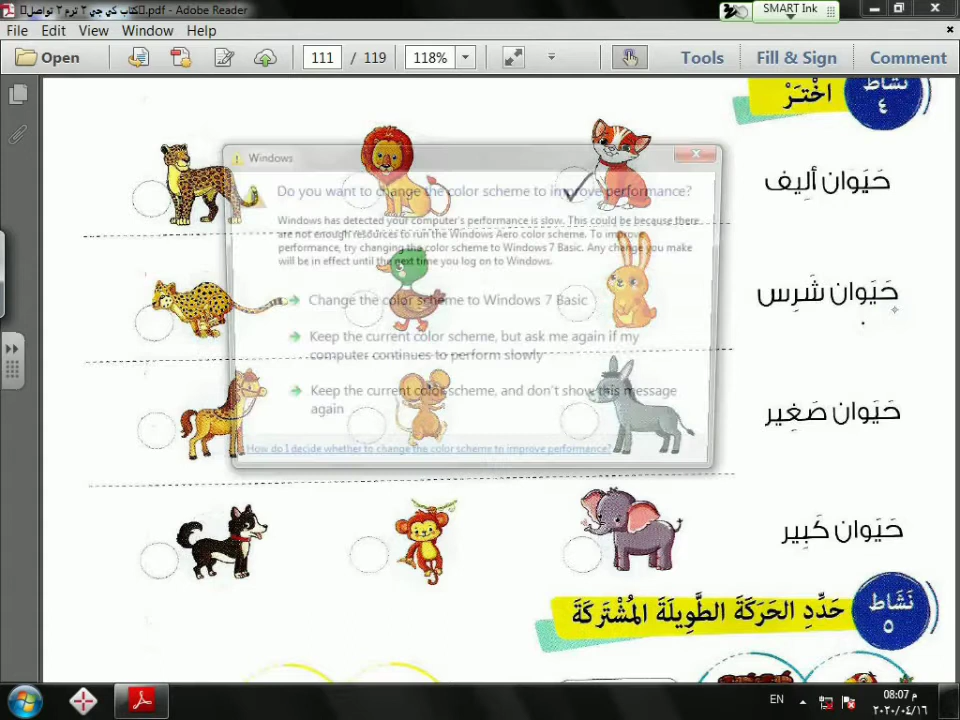 كتاب كي جي ٢ ترم ٢ تواصل.pdf - Adobe Reader
SMART Ink
File Edit View Window Help
Open 111 / 119 118% Tools Fill & Sign Comment
نشاط
٤
اخْتَرْ
Windows
Do you want to change the color scheme to improve performance?
Windows has detected your computer's performance is slow. This could be because there
are not enough resources to run the Windows Aero color scheme. To improve
performance, try changing the color scheme to Windows 7 Basic. Any change you make
will be in effect until the next time you log on to Windows.
Change the color scheme to Windows 7 Basic
Keep the current color scheme, but ask me again if my
computer continues to perform slowly
Keep the current color scheme, and don't show this message
again
How do I decide whether to change the color scheme to improve performance?
حَيَوان أليف
حَيَوان شَرِس
حَيَوان صَغِير
حَيَوان كَبِير
نَشَاط
٥
حَدِّدِ الحَرَكَةَ الطَّوِيلَةَ المُشْتَرَكَةَ
EN
08:07 م
٢٠٢٠/٠٤/١٦